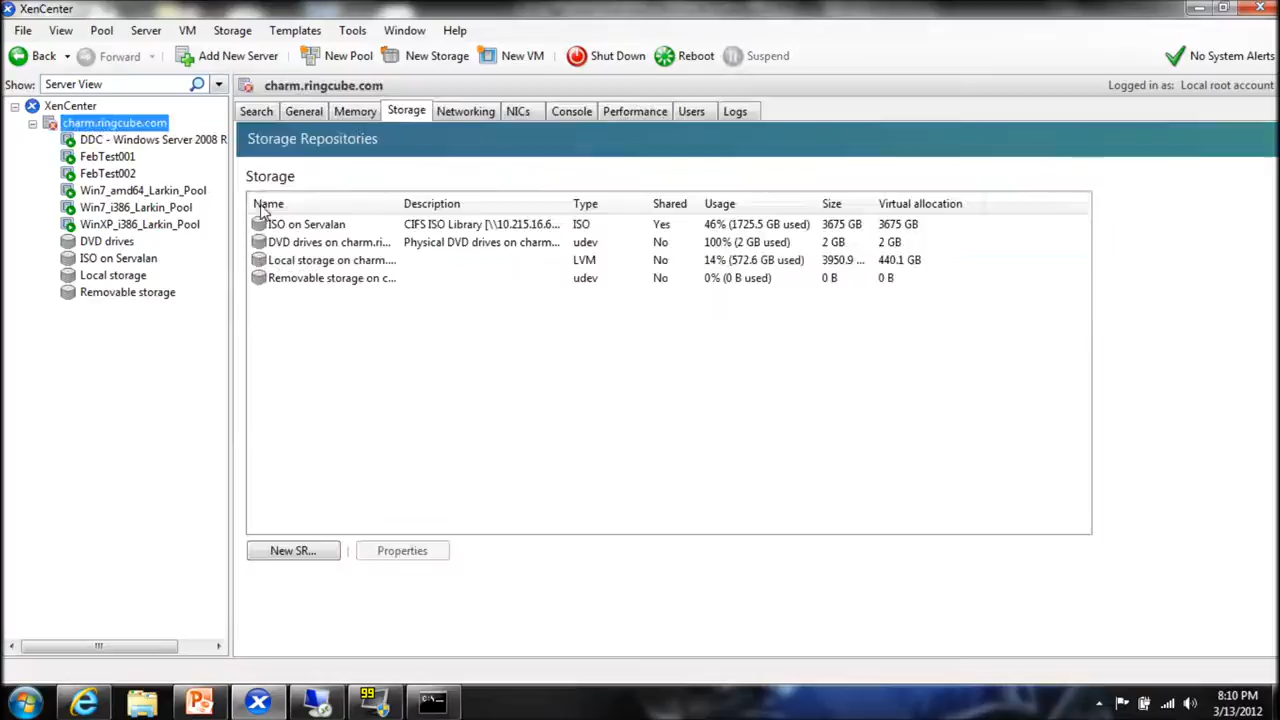 XenCenter
File View Pool Server VM Storage Templates Tools Window Help
Back Forward Add New Server New Pool New Storage New VM Shut Down Reboot Suspend No System Alerts
Show: Server View
charm.ringcube.com Logged in as: Local root account
XenCenter
charm.ringcube.com
DDC - Windows Server 2008 R
FebTest001
FebTest002
Win7_amd64_Larkin_Pool
Win7_i386_Larkin_Pool
WinXP_i386_Larkin_Pool
DVD drives
ISO on Servalan
Local storage
Removable storage
Search General Memory Storage Networking NICs Console Performance Users Logs
Storage Repositories
Storage
Name Description Type Shared Usage Size Virtual allocation
ISO on Servalan CIFS ISO Library [\\10.215.16.6... ISO Yes 46% (1725.5 GB used) 3675 GB 3675 GB
DVD drives on charm.ri... Physical DVD drives on charm.... udev No 100% (2 GB used) 2 GB 2 GB
Local storage on charm.... LVM No 14% (572.6 GB used) 3950.9 ... 440.1 GB
Removable storage on c... udev No 0% (0 B used) 0 B 0 B
New SR... Properties
99
C:\.
8:10 PM
3/13/2012